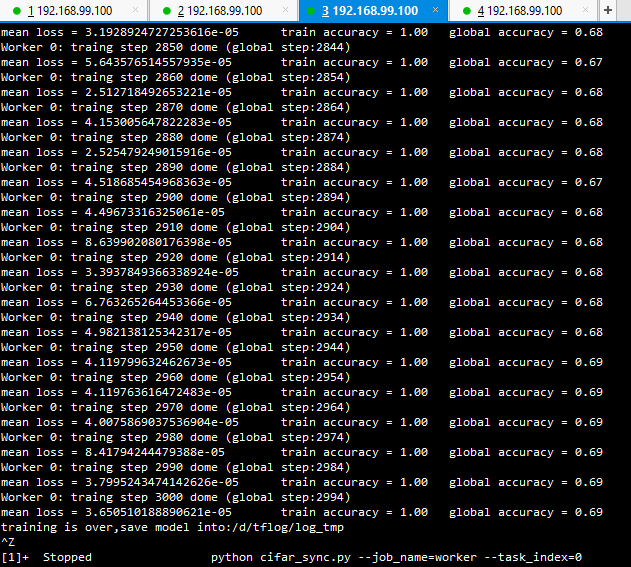 1 192.168.99.100 × 2 192.168.99.100 × 3 192.168.99.100 × 4 192.168.99.100 × +
mean loss = 3.1928924727253616e-05 train accuracy = 1.00 global accuracy = 0.68
Worker 0: traing step 2850 dome (global step:2844)
mean loss = 5.643576514557935e-05 train accuracy = 1.00 global accuracy = 0.67
Worker 0: traing step 2860 dome (global step:2854)
mean loss = 2.512718492653221e-05 train accuracy = 1.00 global accuracy = 0.68
Worker 0: traing step 2870 dome (global step:2864)
mean loss = 4.153005647822283e-05 train accuracy = 1.00 global accuracy = 0.68
Worker 0: traing step 2880 dome (global step:2874)
mean loss = 2.525479249015916e-05 train accuracy = 1.00 global accuracy = 0.68
Worker 0: traing step 2890 dome (global step:2884)
mean loss = 4.518685454968363e-05 train accuracy = 1.00 global accuracy = 0.67
Worker 0: traing step 2900 dome (global step:2894)
mean loss = 4.49673316325061e-05 train accuracy = 1.00 global accuracy = 0.68
Worker 0: traing step 2910 dome (global step:2904)
mean loss = 8.639902080176398e-05 train accuracy = 1.00 global accuracy = 0.68
Worker 0: traing step 2920 dome (global step:2914)
mean loss = 3.3937849366338924e-05 train accuracy = 1.00 global accuracy = 0.68
Worker 0: traing step 2930 dome (global step:2924)
mean loss = 6.763265264453366e-05 train accuracy = 1.00 global accuracy = 0.68
Worker 0: traing step 2940 dome (global step:2934)
mean loss = 4.982138125342317e-05 train accuracy = 1.00 global accuracy = 0.68
Worker 0: traing step 2950 dome (global step:2944)
mean loss = 4.119799632462673e-05 train accuracy = 1.00 global accuracy = 0.69
Worker 0: traing step 2960 dome (global step:2954)
mean loss = 4.119763616472483e-05 train accuracy = 1.00 global accuracy = 0.69
Worker 0: traing step 2970 dome (global step:2964)
mean loss = 4.0075869037536904e-05 train accuracy = 1.00 global accuracy = 0.69
Worker 0: traing step 2980 dome (global step:2974)
mean loss = 8.41794244479388e-05 train accuracy = 1.00 global accuracy = 0.69
Worker 0: traing step 2990 dome (global step:2984)
mean loss = 3.7995243474142626e-05 train accuracy = 1.00 global accuracy = 0.69
Worker 0: traing step 3000 dome (global step:2994)
mean loss = 3.650510188890621e-05 train accuracy = 1.00 global accuracy = 0.69
training is over,save model into:/d/tflog/log_tmp
^Z
[1]+ Stopped python cifar_sync.py --job_name=worker --task_index=0